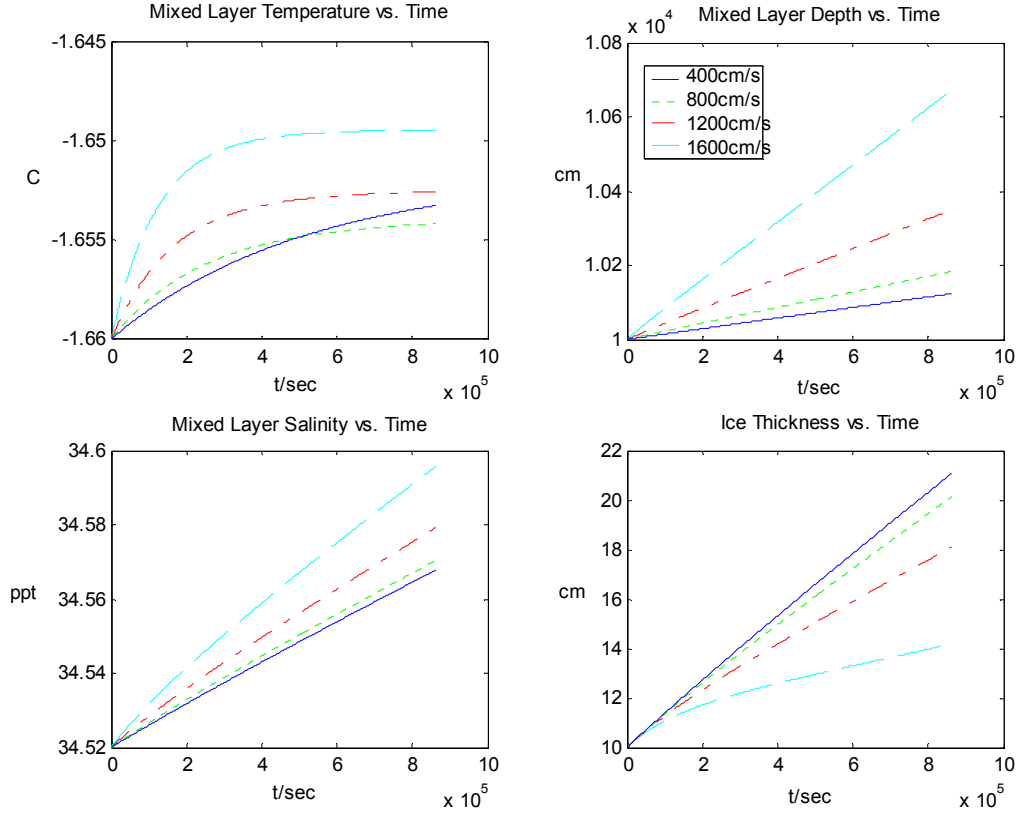 Mixed Layer Temperature vs. Time
-1.645
-1.65
-1.655
-1.66
C
0 2 4 6 8 10
t/sec
x 10^5
Mixed Layer Depth vs. Time
x 10^4
1.08
1.06
1.04
1.02
1
cm
400cm/s
800cm/s
1200cm/s
1600cm/s
0 2 4 6 8 10
t/sec
x 10^5
Mixed Layer Salinity vs. Time
34.6
34.58
34.56
34.54
34.52
ppt
0 2 4 6 8 10
t/sec
x 10^5
Ice Thickness vs. Time
22
20
18
16
14
12
10
cm
0 2 4 6 8 10
t/sec
x 10^5